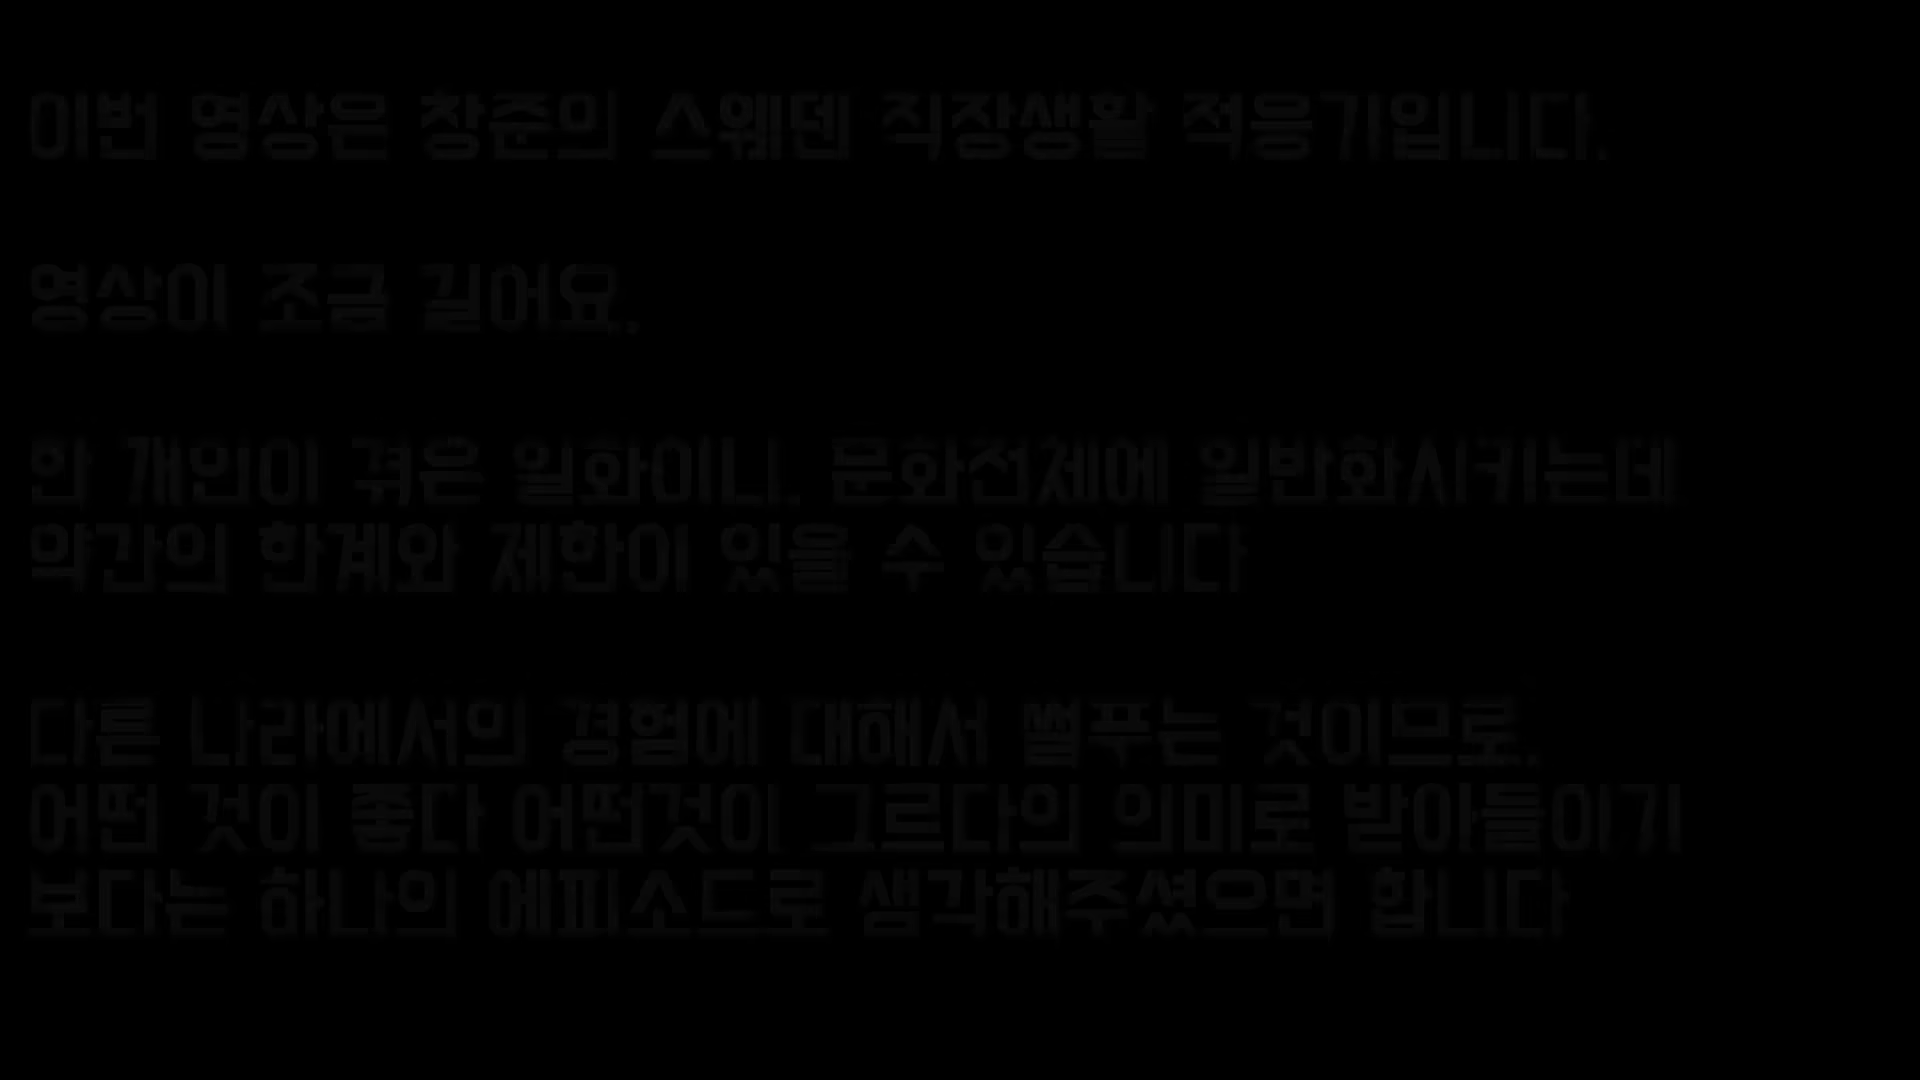 이번 영상은 창준의 스웨덴 직장생활 적응기입니다.
영상이 조금 길어요.
한 개인이 겪은 일화이니, 문화전체에 일반화시키는데
약간의 한계와 제한이 있을 수 있습니다
다른 나라에서의 경험에 대해서 썰푸는 것이므로,
어떤 것이 좋다 어떤것이 그르다의 의미로 받아들이기
보다는 하나의 에피소드로 생각해주셨으면 합니다